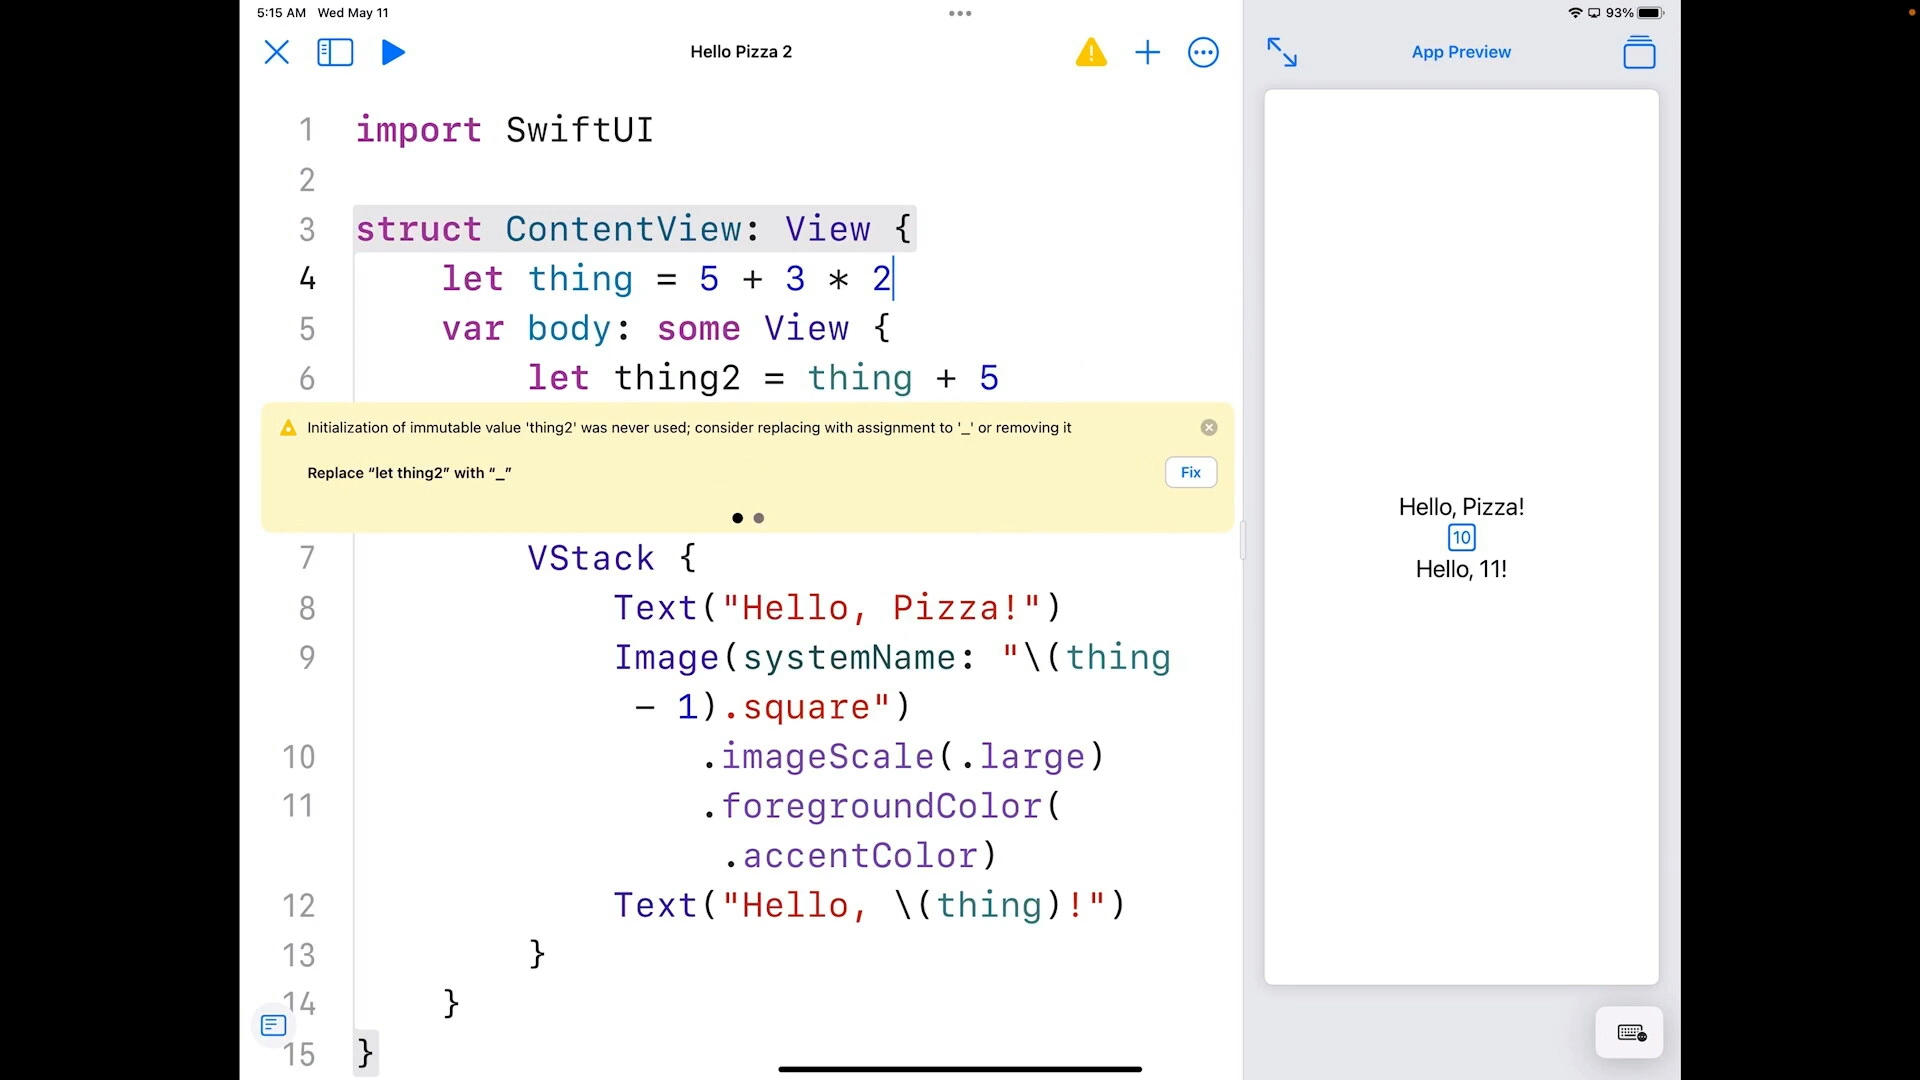 5:15 AM Wed May 11
93%
Hello Pizza 2
App Preview
1 import SwiftUI
2
3 struct ContentView: View {
4 let thing = 5 + 3 * 2
5 var body: some View {
6 let thing2 = thing + 5
Initialization of immutable value 'thing2' was never used; consider replacing with assignment to '_' or removing it
Replace “let thing2” with “_”
Fix
7 VStack {
8 Text("Hello, Pizza!")
9 Image(systemName: "\(thing
- 1).square")
10 .imageScale(.large)
11 .foregroundColor(
.accentColor)
12 Text("Hello, \(thing)!")
13 }
14 }
15 }
Hello, Pizza!
10
Hello, 11!